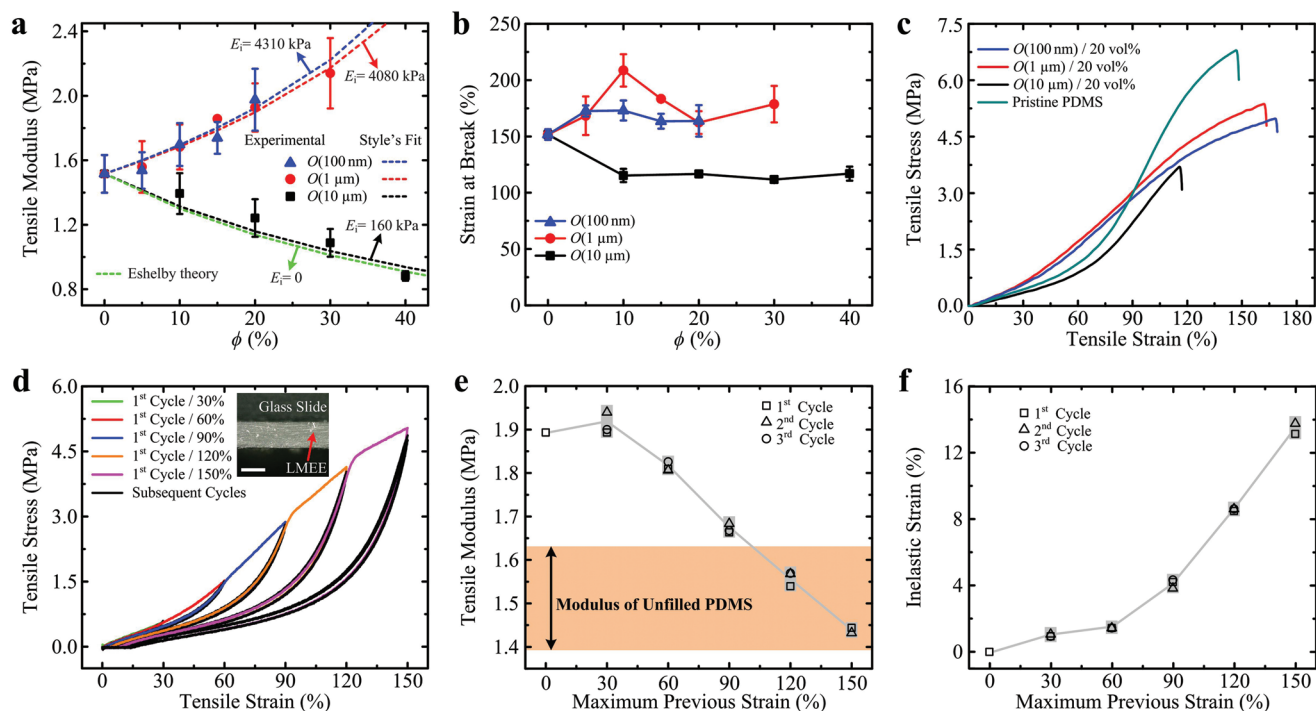 a
Tensile Modulus (MPa)
2.4
2.0
1.6
1.2
0.8
Ei= 4310 kPa
Ei= 4080 kPa
Experimental
Style's Fit
O(100 nm)
O(1 µm)
O(10 µm)
Ei= 160 kPa
Ei= 0
Eshelby theory
0 10 20 30 40
ϕ (%)
b
Strain at Break (%)
250
200
150
100
50
0
O(100 nm)
O(1 µm)
O(10 µm)
0 10 20 30 40
ϕ (%)
c
Tensile Stress (MPa)
7.5
6.0
4.5
3.0
1.5
0.0
O(100 nm) / 20 vol%
O(1 µm) / 20 vol%
O(10 µm) / 20 vol%
Pristine PDMS
0 30 60 90 120 150 180
Tensile Strain (%)
d
Tensile Stress (MPa)
6.0
4.5
3.0
1.5
0.0
1st Cycle / 30%
1st Cycle / 60%
1st Cycle / 90%
1st Cycle / 120%
1st Cycle / 150%
Subsequent Cycles
Glass Slide
LMEE
0 30 60 90 120 150
Tensile Strain (%)
e
Tensile Modulus (MPa)
2.0
1.9
1.8
1.7
1.6
1.5
1.4
1st Cycle
2nd Cycle
3rd Cycle
Modulus of Unfilled PDMS
0 30 60 90 120 150
Maximum Previous Strain (%)
f
Inelastic Strain (%)
16
12
8
4
0
1st Cycle
2nd Cycle
3rd Cycle
0 30 60 90 120 150
Maximum Previous Strain (%)